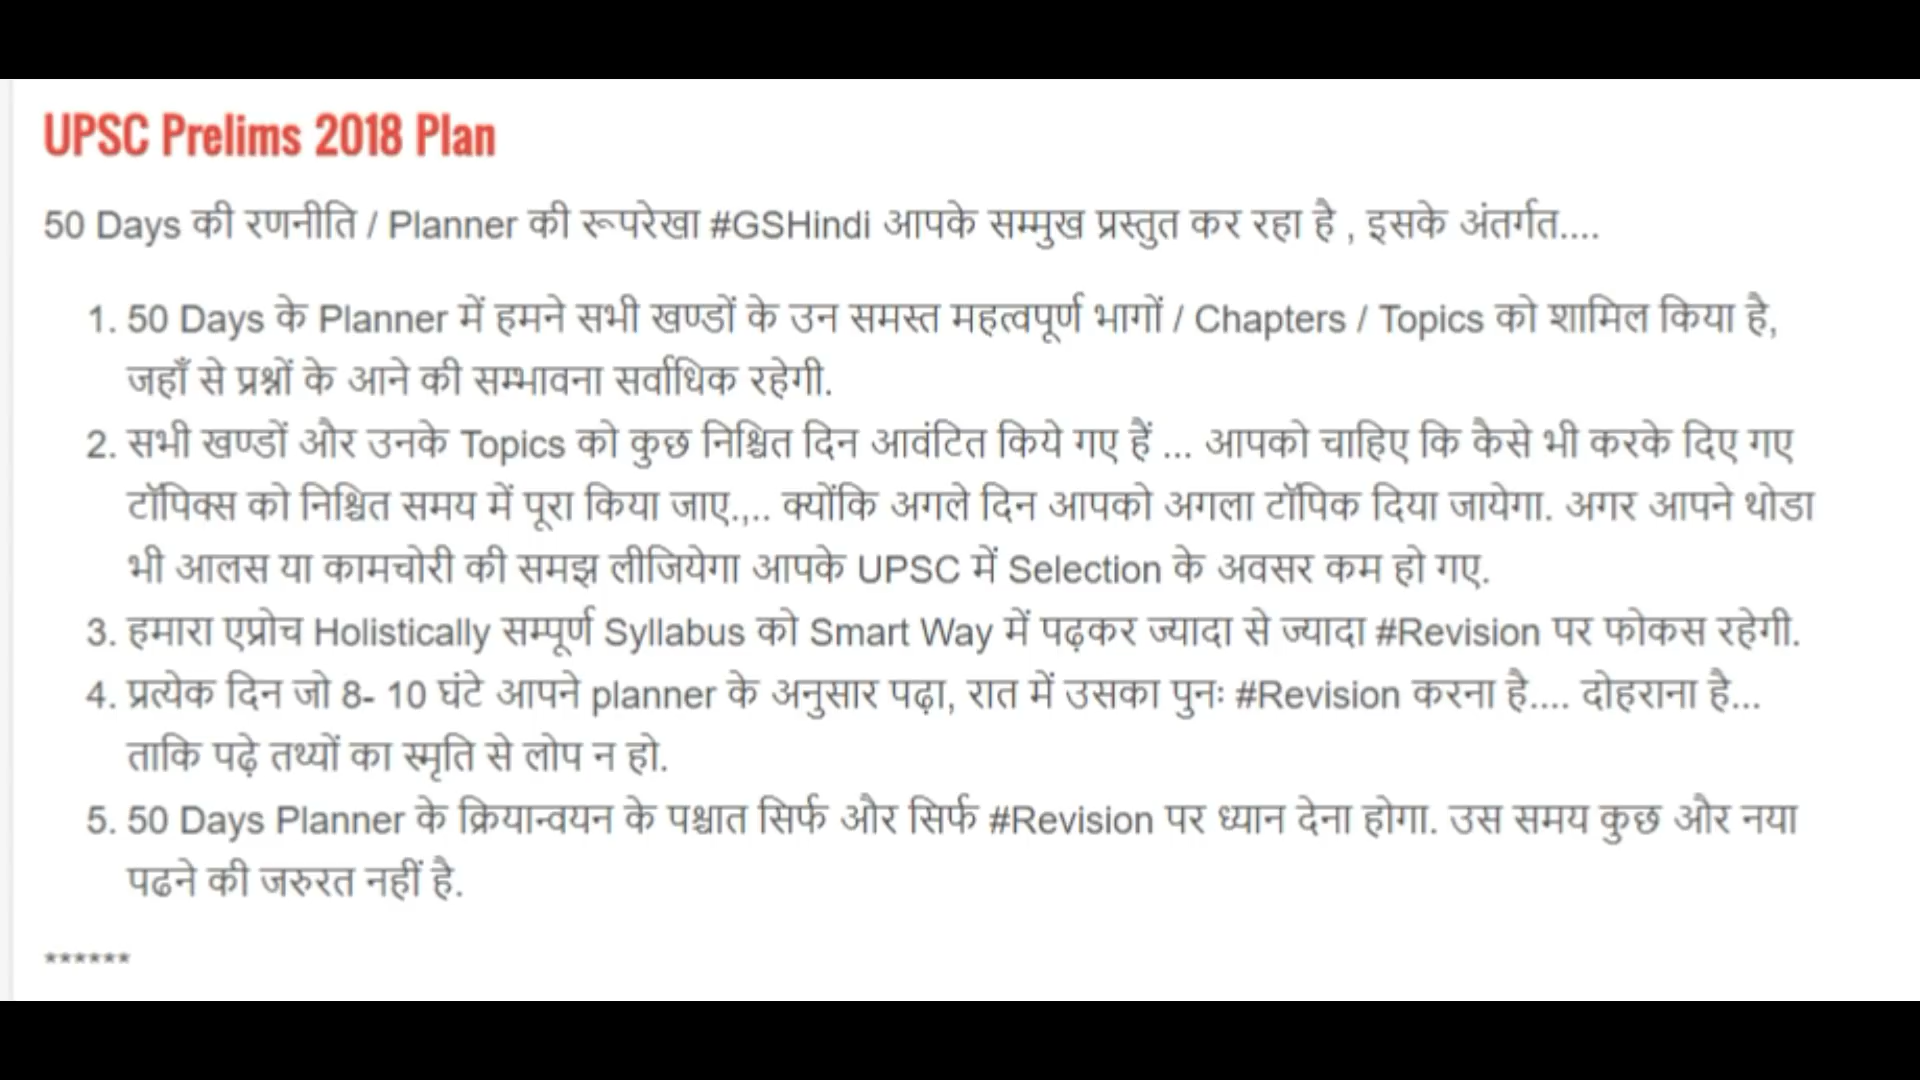 UPSC Prelims 2018 Plan
50 Days की रणनीति / Planner की रूपरेखा #GSHindi आपके सम्मुख प्रस्तुत कर रहा है , इसके अंतर्गत....
1. 50 Days के Planner में हमने सभी खण्डों के उन समस्त महत्वपूर्ण भागों / Chapters / Topics को शामिल किया है,
जहाँ से प्रश्नों के आने की सम्भावना सर्वाधिक रहेगी.
2. सभी खण्डों और उनके Topics को कुछ निश्चित दिन आवंटित किये गए हैं ... आपको चाहिए कि कैसे भी करके दिए गए
टॉपिक्स को निश्चित समय में पूरा किया जाए.,.. क्योंकि अगले दिन आपको अगला टॉपिक दिया जायेगा. अगर आपने थोडा
भी आलस या कामचोरी की समझ लीजियेगा आपके UPSC में Selection के अवसर कम हो गए.
3. हमारा एप्रोच Holistically सम्पूर्ण Syllabus को Smart Way में पढ़कर ज्यादा से ज्यादा #Revision पर फोकस रहेगी.
4. प्रत्येक दिन जो 8- 10 घंटे आपने planner के अनुसार पढ़ा, रात में उसका पुनः #Revision करना है.... दोहराना है...
ताकि पढ़े तथ्यों का स्मृति से लोप न हो.
5. 50 Days Planner के क्रियान्वयन के पश्चात सिर्फ और सिर्फ #Revision पर ध्यान देना होगा. उस समय कुछ और नया
पढने की जरुरत नहीं है.
******